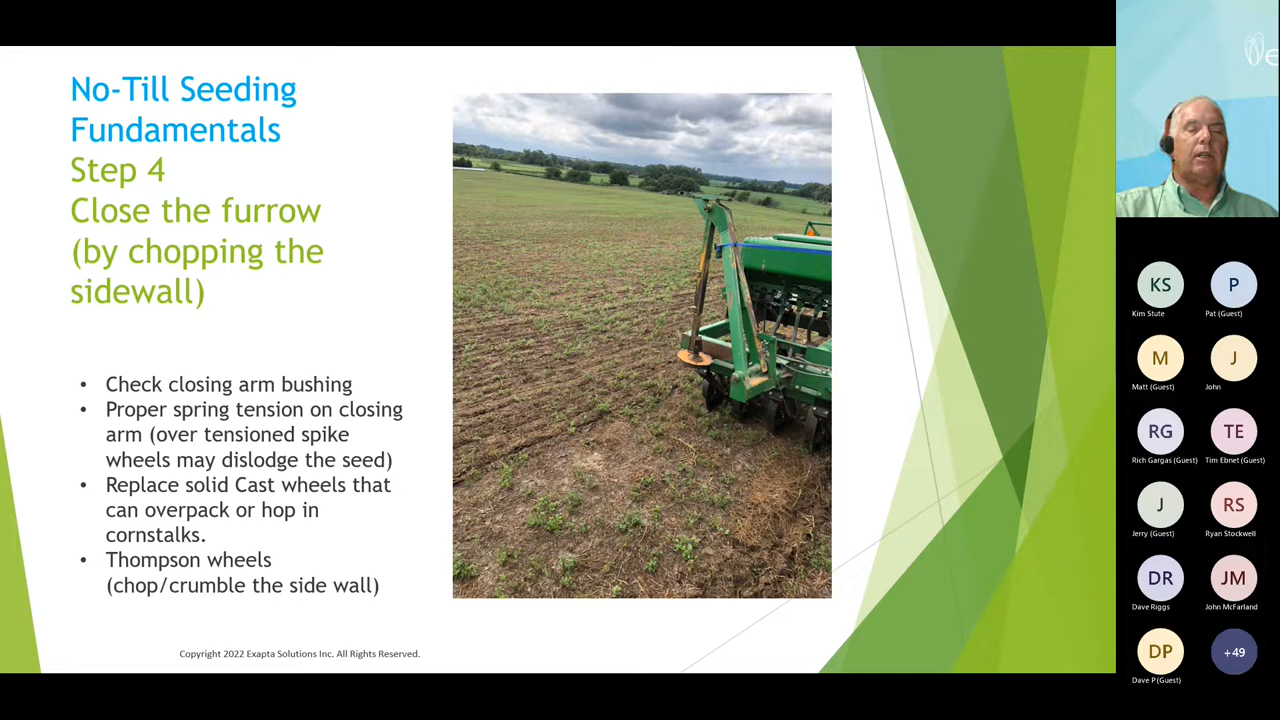 No-Till Seeding
Fundamentals
Step 4
Close the furrow
(by chopping the
sidewall)
• Check closing arm bushing
• Proper spring tension on closing
arm (over tensioned spike
wheels may dislodge the seed)
• Replace solid Cast wheels that
can overpack or hop in
cornstalks.
• Thompson wheels
(chop/crumble the side wall)
Copyright 2022 Exapta Solutions Inc. All Rights Reserved.
KS
Kim Stute
P
Pat (Guest)
M
Matt (Guest)
J
John
RG
Rich Gargas (Guest)
TE
Tim Ebnet (Guest)
J
Jerry (Guest)
RS
Ryan Stockwell
DR
Dave Riggs
JM
John McFarland
DP
Dave P (Guest)
+49